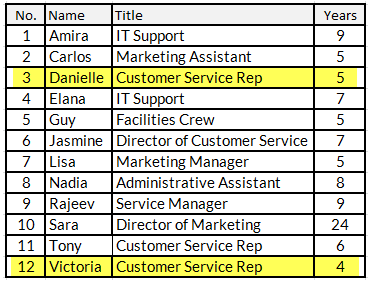 No. Name Title Years
1 Amira IT Support 9
2 Carlos Marketing Assistant 5
3 Danielle Customer Service Rep 5
4 Elana IT Support 7
5 Guy Facilities Crew 5
6 Jasmine Director of Customer Service 7
7 Lisa Marketing Manager 5
8 Nadia Administrative Assistant 8
9 Rajeev Service Manager 9
10 Sara Director of Marketing 24
11 Tony Customer Service Rep 6
12 Victoria Customer Service Rep 4